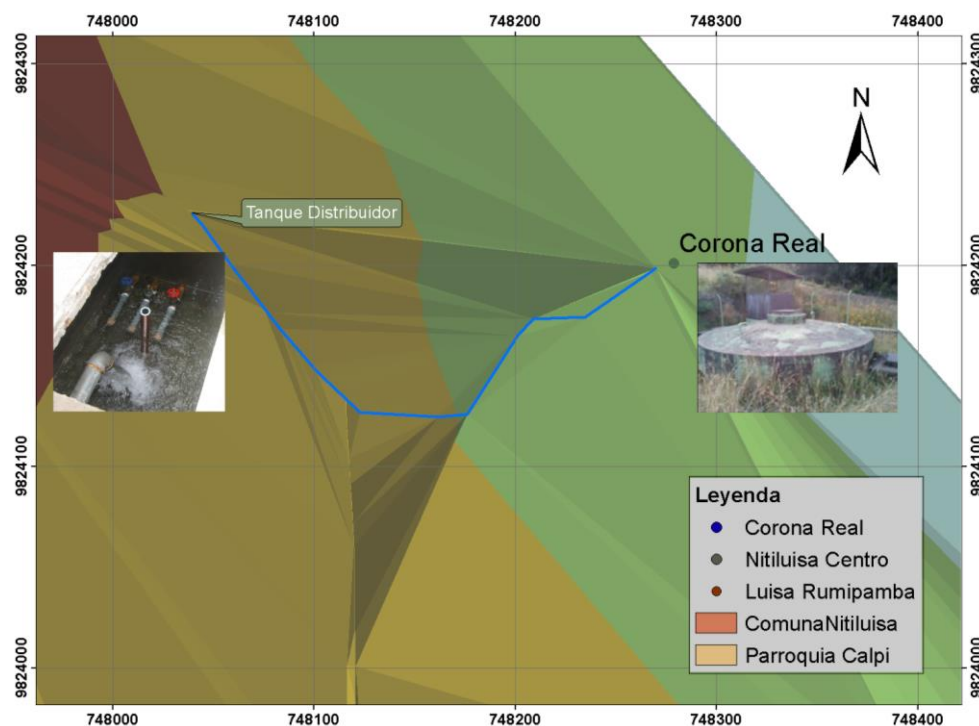 748000 748100 748200 748300 748400
9824300 9824300
N
Tanque Distribuidor
Corona Real
9824200 9824200
9824100 9824100
Leyenda
Corona Real
Nitiluisa Centro
Luisa Rumipamba
ComunaNitiluisa
Parroquia Calpi
9824000 9824000
748000 748100 748200 748300 748400